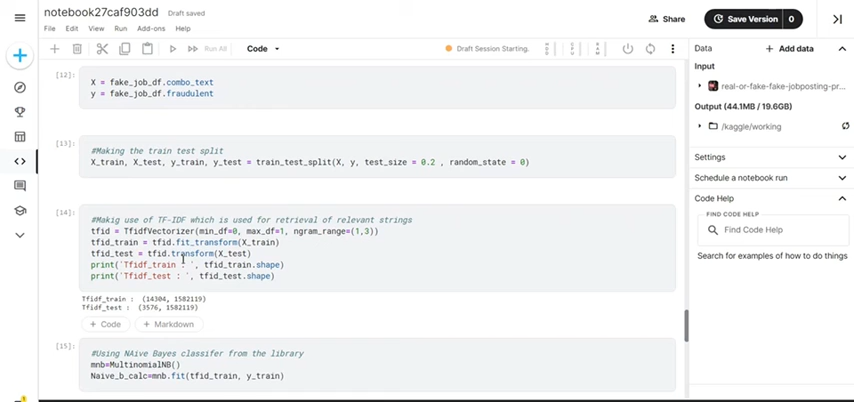 notebook27caf903dd Draft saved
File Edit View Run Add-ons Help
Share
Save Version 0
Run All Code
Draft Session Starting.
Data
Add data
[12]:
X = fake_job_df.combo_text
y = fake_job_df.fraudulent
Input
real-or-fake-fake-jobposting-pr...
Output (44.1MB / 19.6GB)
/kaggle/working
[13]:
#Making the train test split
X_train, X_test, y_train, y_test = train_test_split(X, y, test_size = 0.2 , random_state = 0)
Settings
Schedule a notebook run
Code Help
FIND CODE HELP
Find Code Help
Search for examples of how to do things
[14]:
#Makig use of TF-IDF which is used for retrieval of relevant strings
tfid = TfidfVectorizer(min_df=0, max_df=1, ngram_range=(1,3))
tfid_train = tfid.fit_transform(X_train)
tfid_test = tfid.transform(X_test)
print('Tfidf_train : ', tfid_train.shape)
print('Tfidf_test : ', tfid_test.shape)
Tfidf_train : (14304, 1582119)
Tfidf_test : (3576, 1582119)
+ Code + Markdown
[15]:
#Using NAive Bayes classifer from the library
mnb=MultinomialNB()
Naive_b_calc=mnb.fit(tfid_train, y_train)